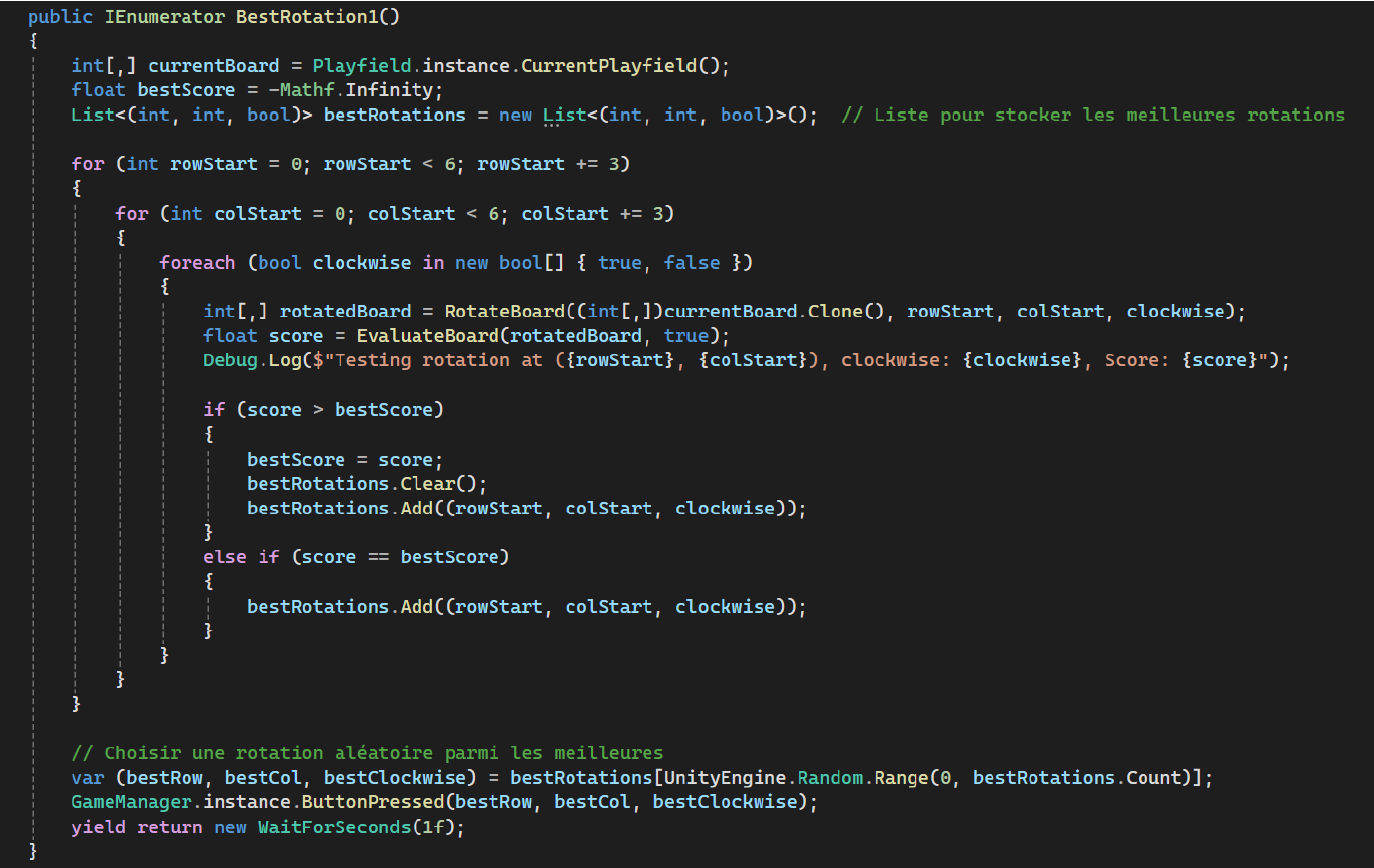 public IEnumerator BestRotation1()
{
    int[,] currentBoard = Playfield.instance.CurrentPlayfield();
    float bestScore = -Mathf.Infinity;
    List<(int, int, bool)> bestRotations = new List<(int, int, bool)>();  // Liste pour stocker les meilleures rotations

    for (int rowStart = 0; rowStart < 6; rowStart += 3)
    {
        for (int colStart = 0; colStart < 6; colStart += 3)
        {
            foreach (bool clockwise in new bool[] { true, false })
            {
                int[,] rotatedBoard = RotateBoard((int[,])currentBoard.Clone(), rowStart, colStart, clockwise);
                float score = EvaluateBoard(rotatedBoard, true);
                Debug.Log($"Testing rotation at ({rowStart}, {colStart}), clockwise: {clockwise}, Score: {score}");

                if (score > bestScore)
                {
                    bestScore = score;
                    bestRotations.Clear();
                    bestRotations.Add((rowStart, colStart, clockwise));
                }
                else if (score == bestScore)
                {
                    bestRotations.Add((rowStart, colStart, clockwise));
                }
            }
        }
    }

    // Choisir une rotation aléatoire parmi les meilleures
    var (bestRow, bestCol, bestClockwise) = bestRotations[UnityEngine.Random.Range(0, bestRotations.Count)];
    GameManager.instance.ButtonPressed(bestRow, bestCol, bestClockwise);
    yield return new WaitForSeconds(1f);
}